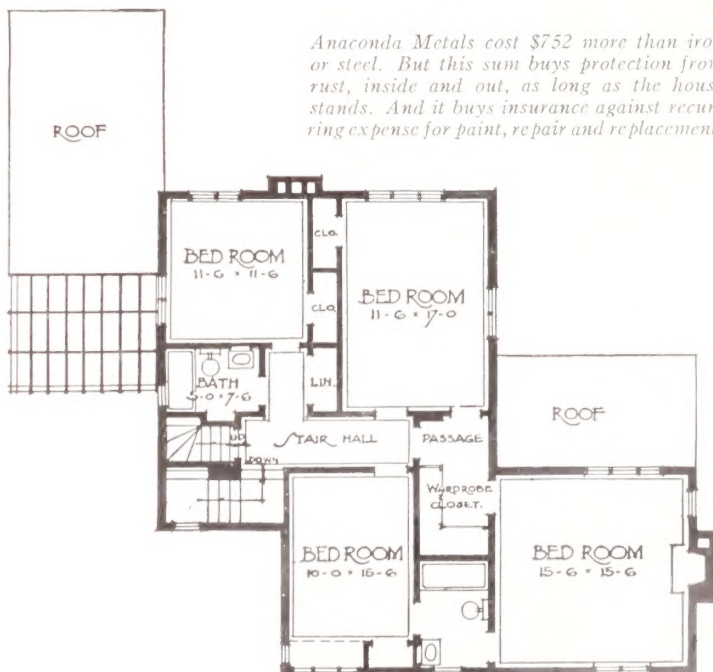 Anaconda Metals cost $752 more than iro
or steel. But this sum buys protection from
rust, inside and out, as long as the hous
stands. And it buys insurance against recur
ring expense for paint, repair and replacemen
ROOF
BED ROOM
11-6 × 11-6
CLO.
CLO.
BED ROOM
11-6 × 17-0
BATH
5-0 × 7-6
LIN.
UP
STAIR HALL
PASSAGE
ROOF
DOWN
WARDROBE
CLOSET.
BED ROOM
10-0 × 15-6
BED ROOM
15-6 × 15-6